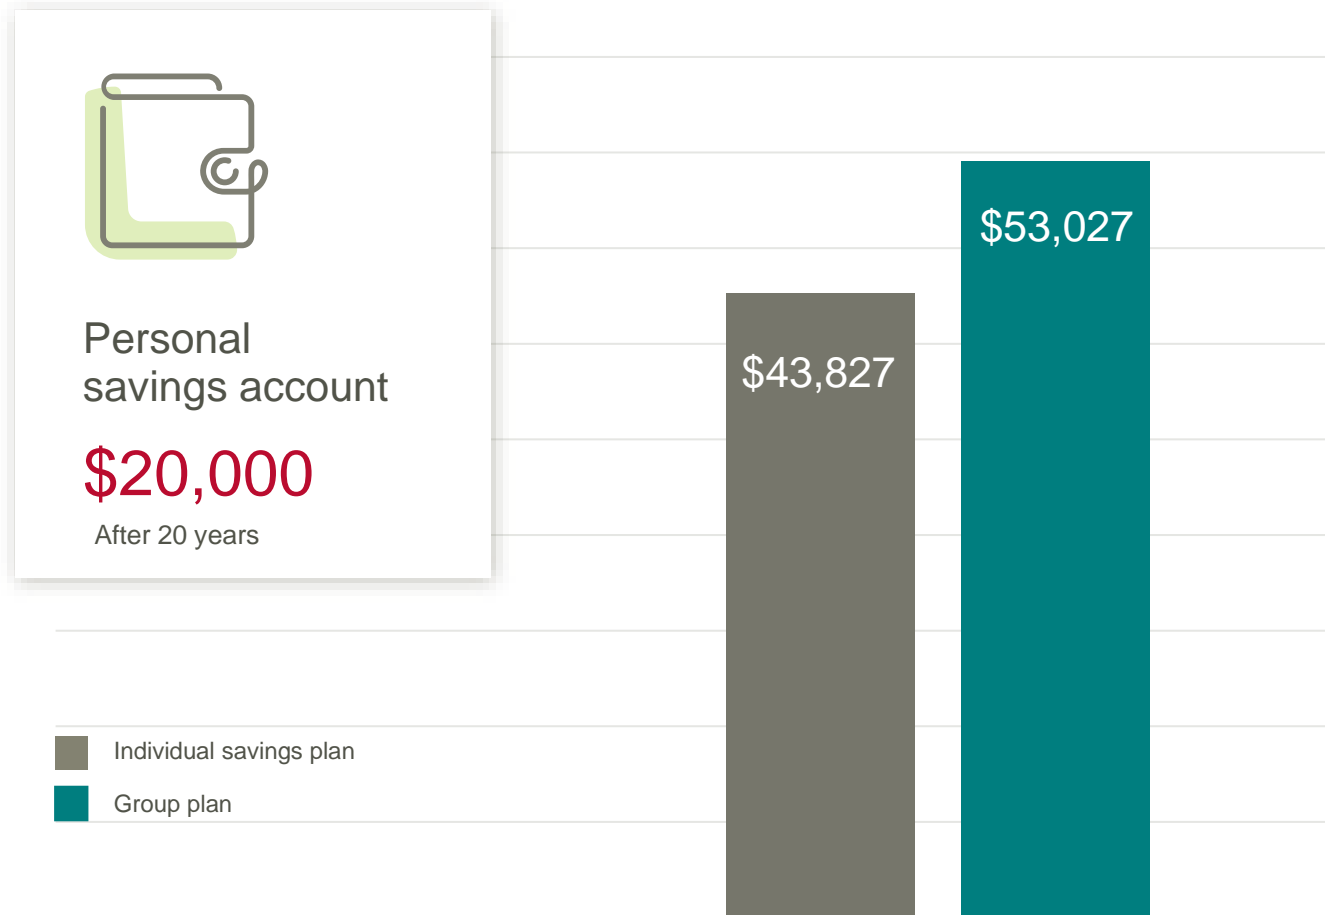 Personal
savings account
$20,000
After 20 years
$43,827
$53,027
Individual savings plan
Group plan